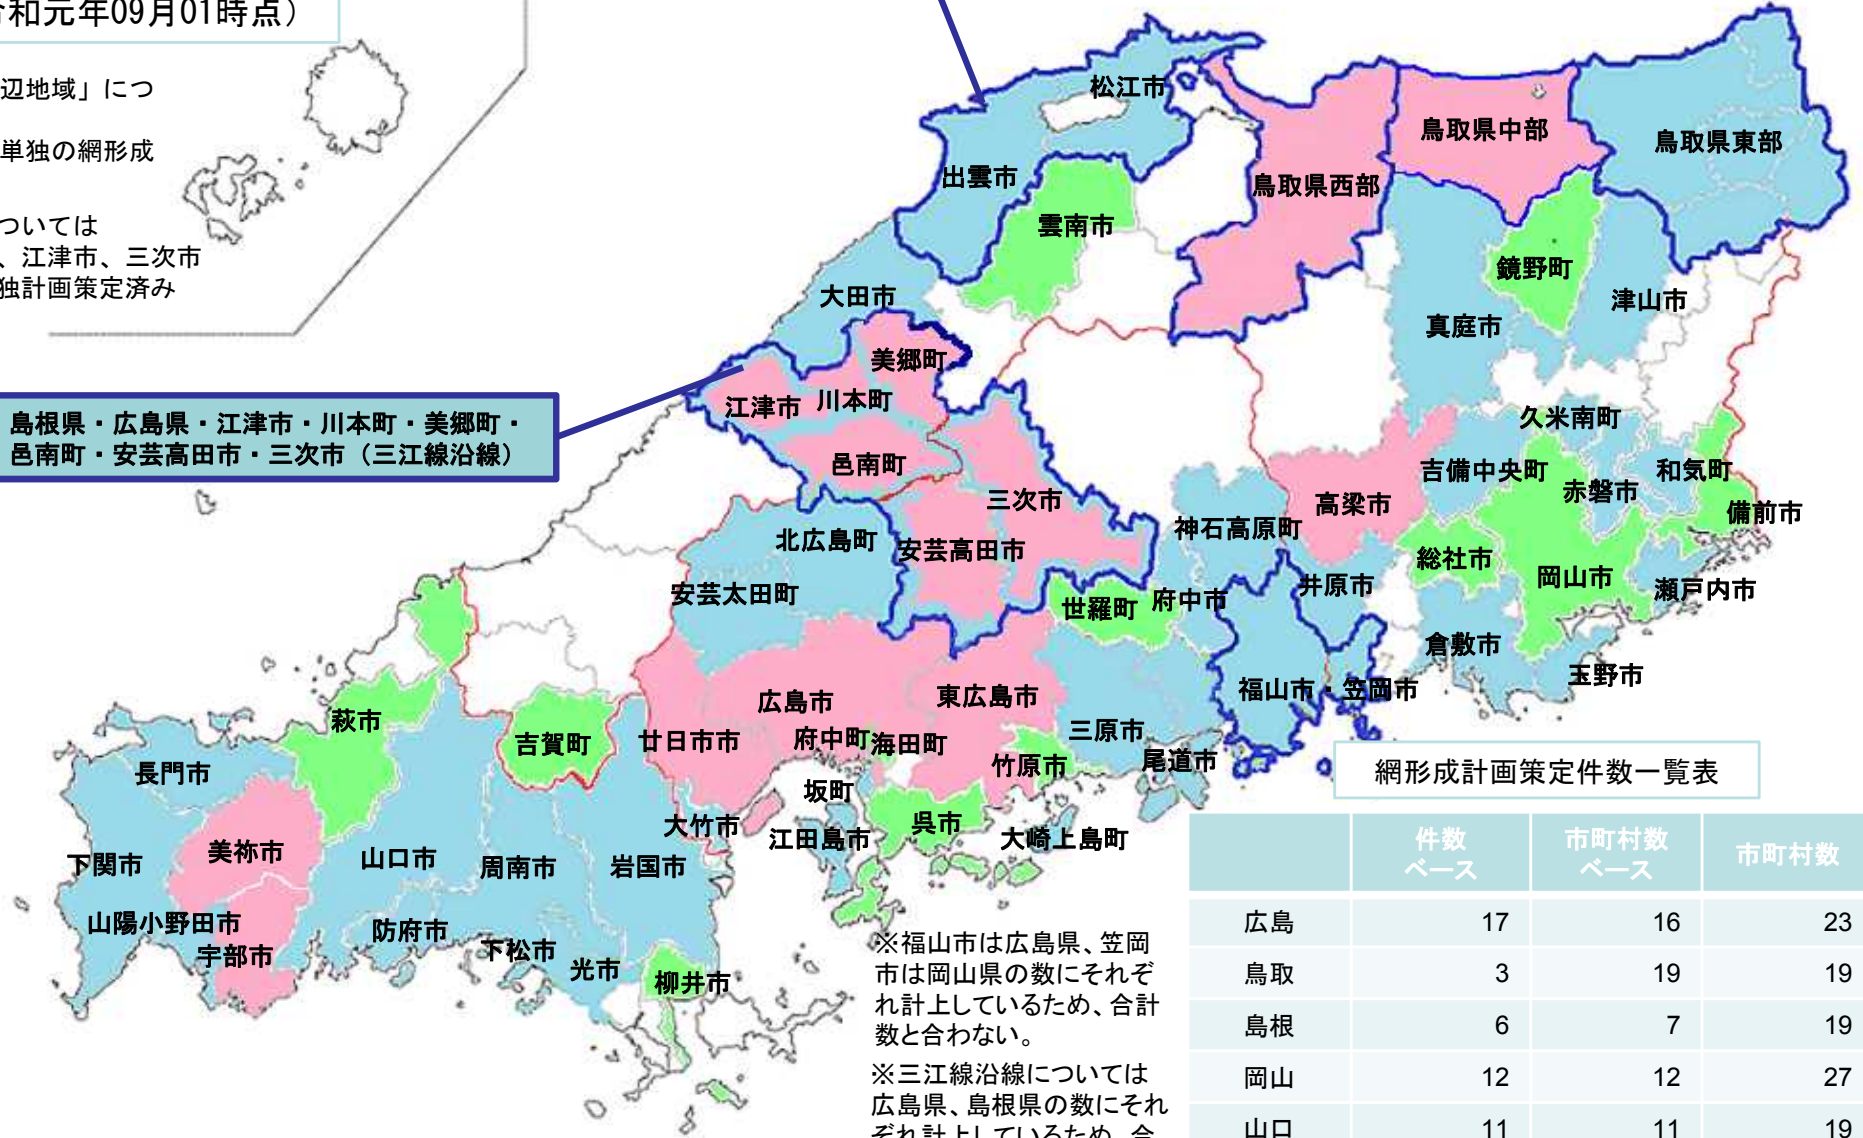 和元年09月01時点）
辺地域」につ
単独の網形成
ついては
、江津市、三次市
独計画策定済み
松江市
鳥取県中部
鳥取県東部
出雲市
鳥取県西部
雲南市
鏡野町
大田市
津山市
真庭市
美郷町
江津市
川本町
島根県・広島県・江津市・川本町・美郷町・
邑南町・安芸高田市・三次市（三江線沿線）
久米南町
邑南町
吉備中央町
和気町
三次市
高梁市
赤磐市
備前市
神石高原町
北広島町
安芸高田市
総社市
岡山市
安芸太田町
井原市
瀬戸内市
世羅町
府中市
倉敷市
玉野市
福山市・笠岡市
東広島市
広島市
萩市
三原市
吉賀町
廿日市市
府中町
海田町
竹原市
尾道市
長門市
坂町
網形成計画策定件数一覧表
大竹市
江田島市
呉市
大崎上島町
下関市
美祢市
山口市
周南市
岩国市
山陽小野田市
防府市
宇部市
下松市
光市
柳井市
件数
ベース
市町村数
ベース
市町村数
広島 17 16 23
鳥取 3 19 19
島根 6 7 19
岡山 12 12 27
山口 11 11 19
※福山市は広島県、笠岡
市は岡山県の数にそれぞ
れ計上しているため、合計
数と合わない。
※三江線沿線については
広島県、島根県の数にそれ
ぞれ計上しているため、合